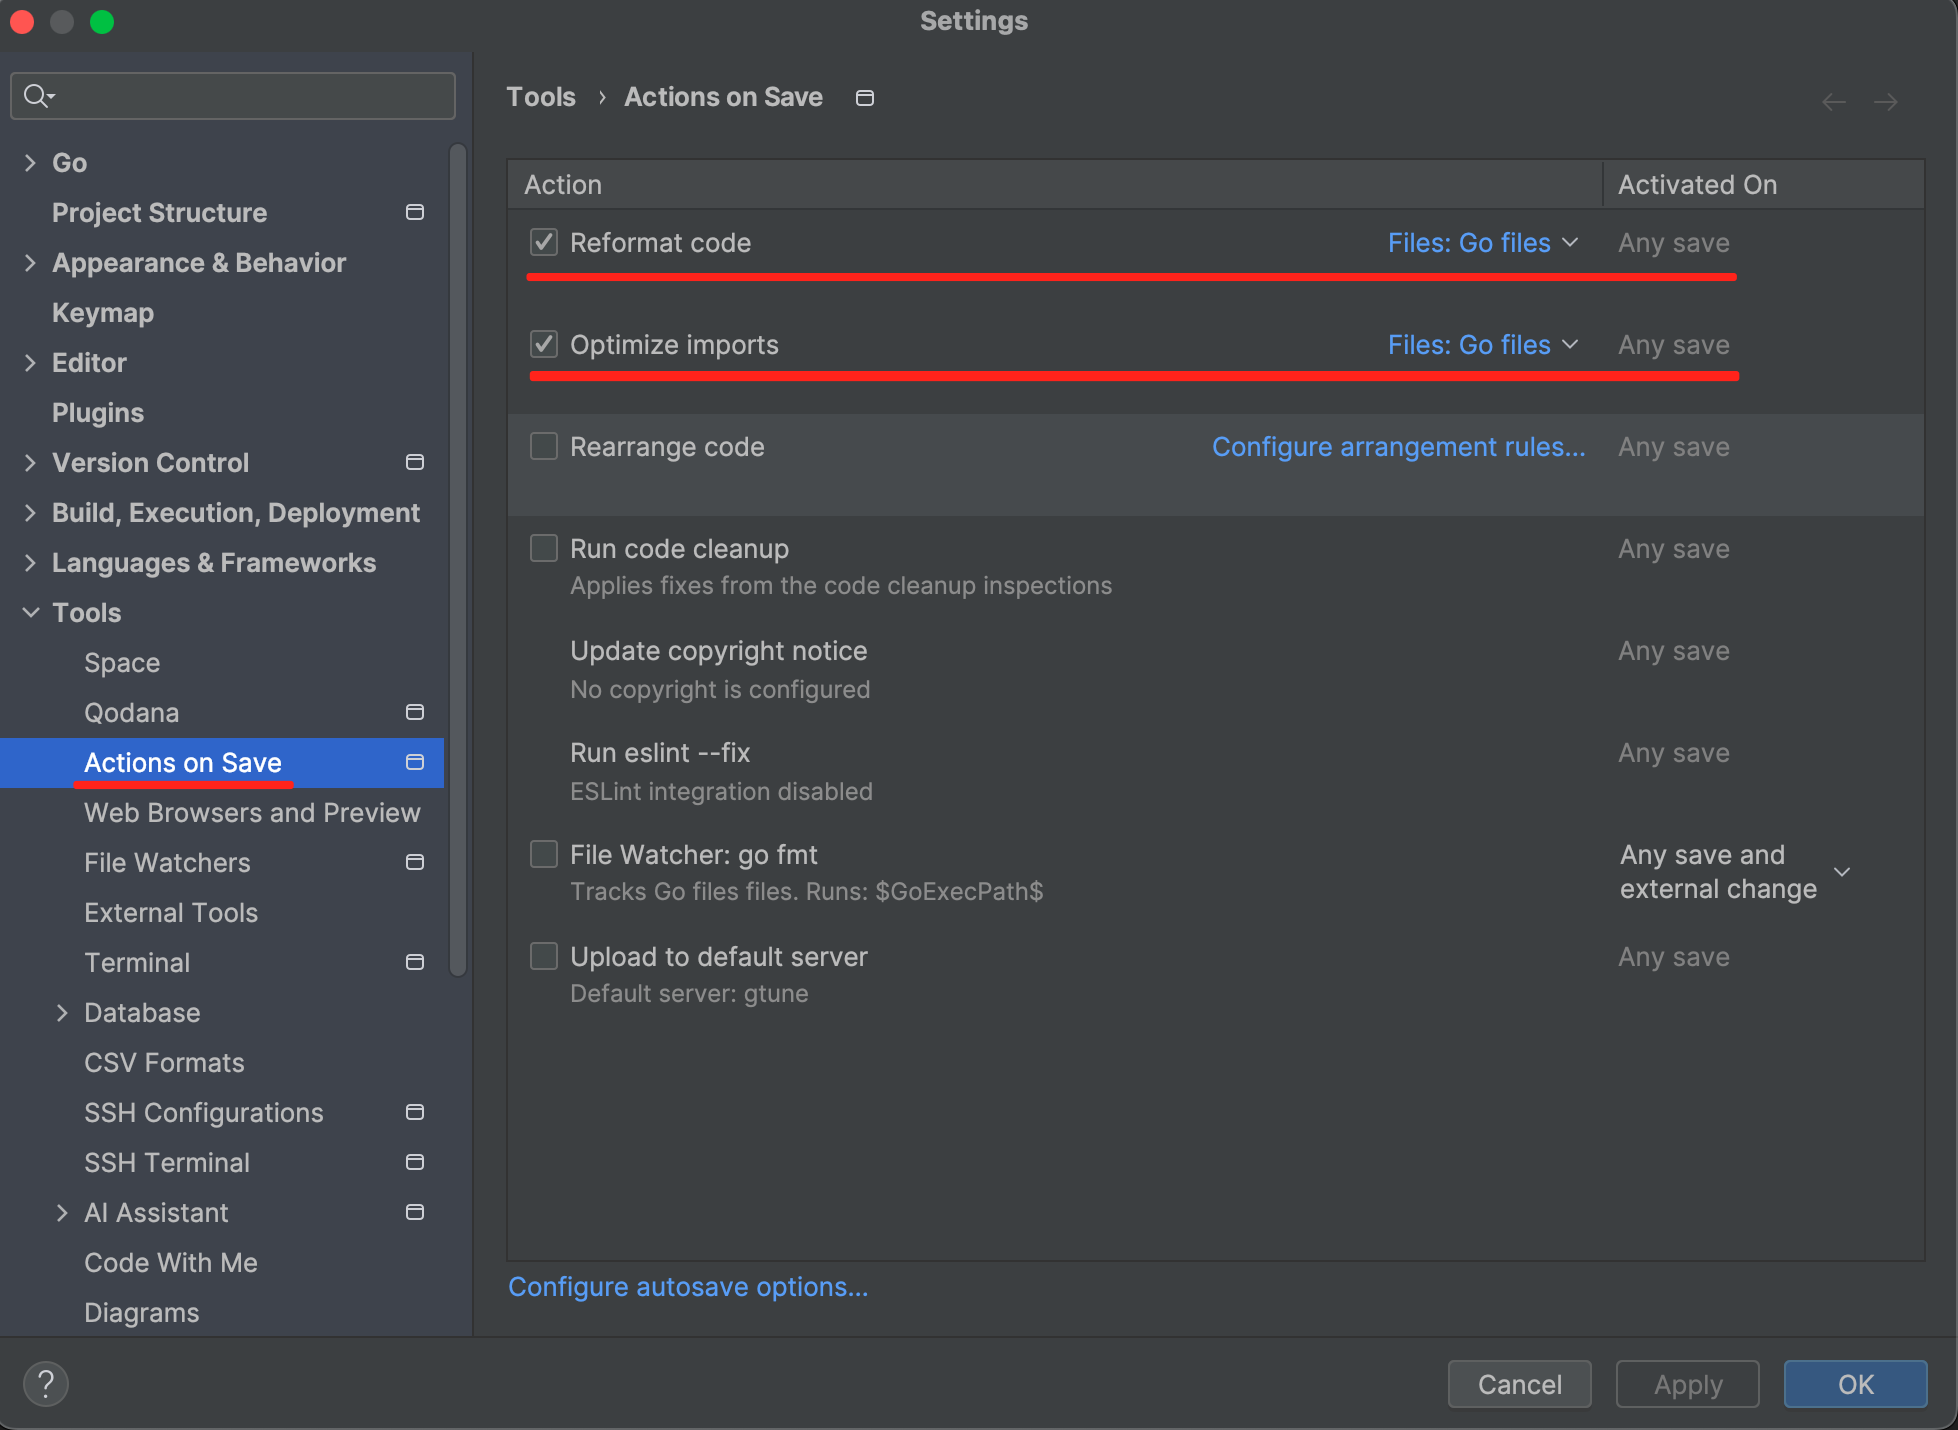 Settings
Go
Project Structure
Appearance & Behavior
Keymap
Editor
Plugins
Version Control
Build, Execution, Deployment
Languages & Frameworks
Tools
Space
Qodana
Actions on Save
Web Browsers and Preview
File Watchers
External Tools
Terminal
Database
CSV Formats
SSH Configurations
SSH Terminal
AI Assistant
Code With Me
Diagrams
Tools › Actions on Save
Action Activated On
Reformat code Files: Go files Any save
Optimize imports Files: Go files Any save
Rearrange code Configure arrangement rules... Any save
Run code cleanup Any save
Applies fixes from the code cleanup inspections
Update copyright notice Any save
No copyright is configured
Run eslint --fix Any save
ESLint integration disabled
File Watcher: go fmt Any save and
external change
Tracks Go files files. Runs: $GoExecPath$
Upload to default server Any save
Default server: gtune
Configure autosave options...
? Cancel Apply OK